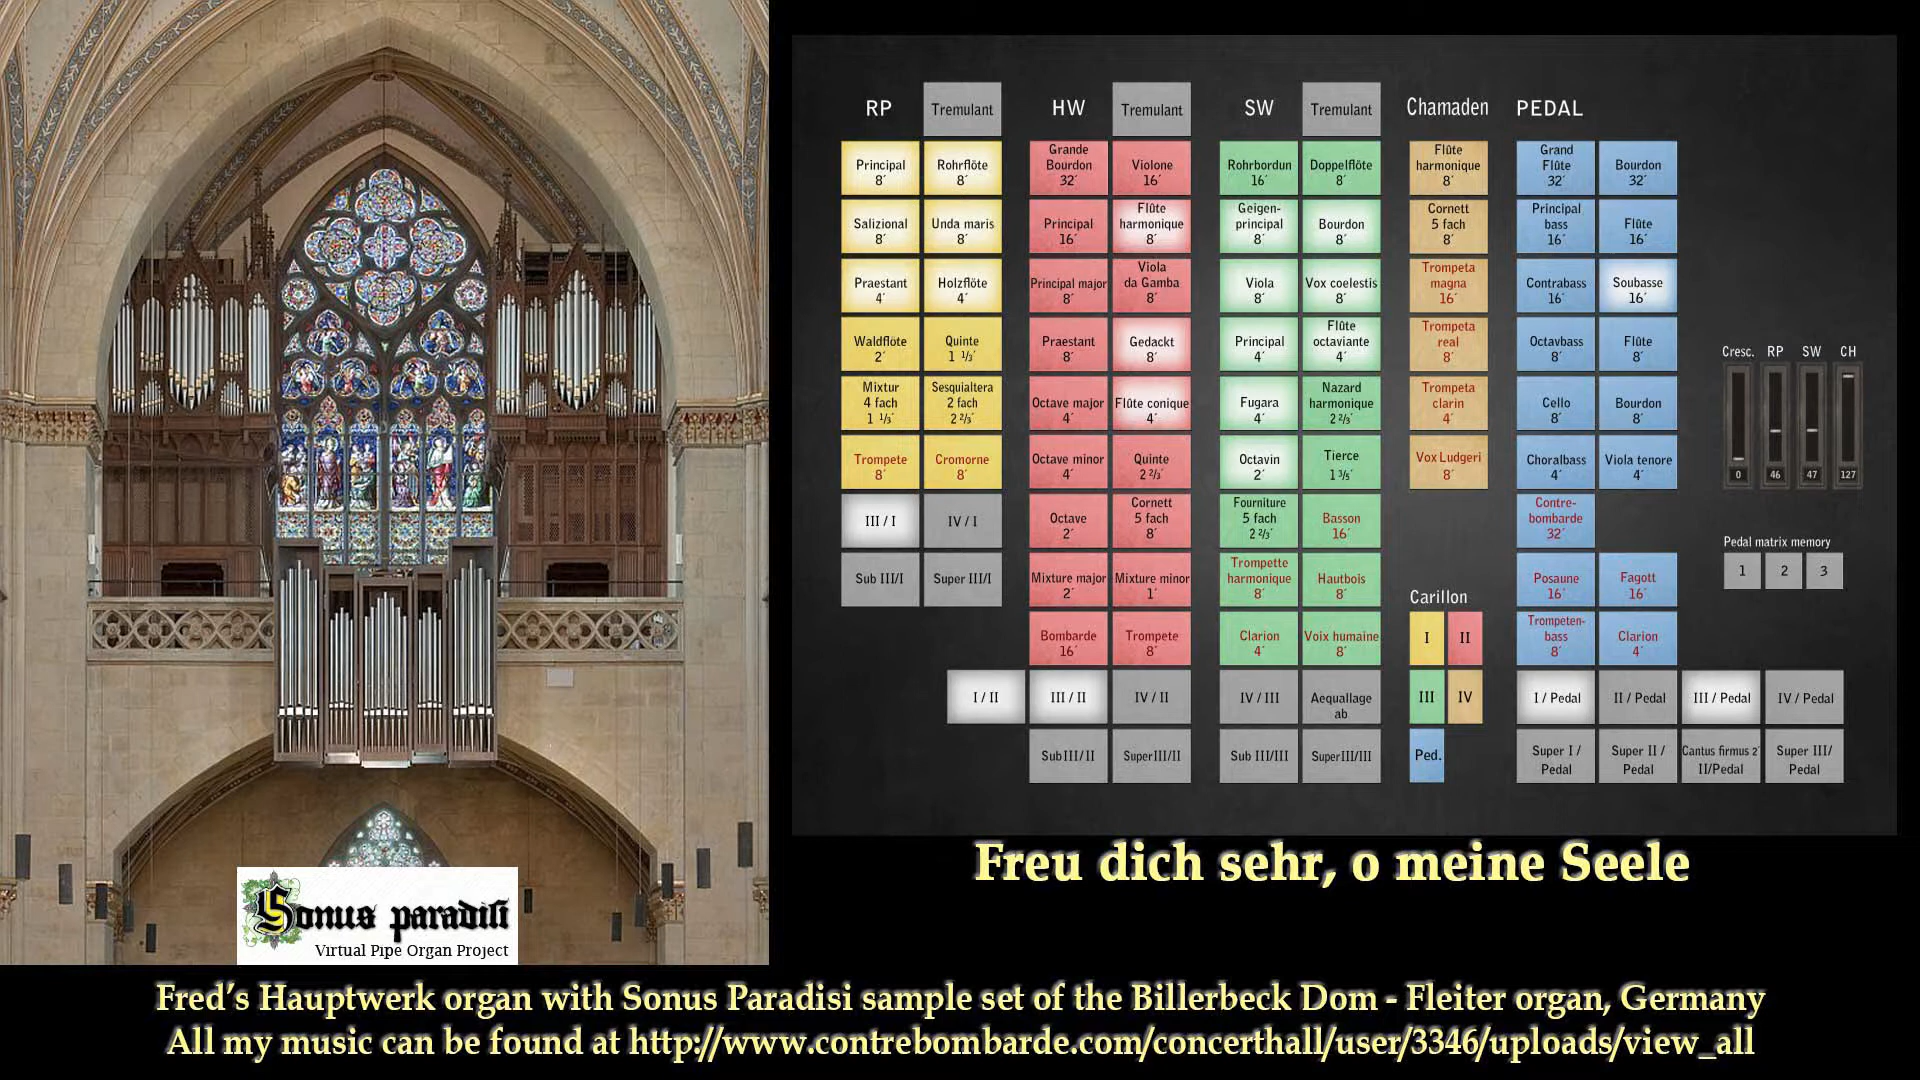 RP
Tremulant
HW
Tremulant
SW
Tremulant
Chamaden
PEDAL
Principal
8´
Rohrflöte
8´
Grande
Bourdon
32´
Violone
16´
Rohrbordun
16´
Doppelflöte
8´
Flûte
harmonique
8´
Grand
Flûte
32´
Bourdon
32´
Salizional
8´
Unda maris
8´
Principal
16´
Flûte
harmonique
8´
Geigen-
principal
8´
Bourdon
8´
Cornett
5 fach
8´
Principal
bass
16´
Flûte
16´
Praestant
4´
Holzflöte
4´
Principal major
8´
Viola
da Gamba
8´
Viola
8´
Vox coelestis
8´
Trompeta
magna
16´
Contrabass
16´
Soubasse
16´
Waldflöte
2´
Quinte
1 1/3´
Praestant
8´
Gedackt
8´
Principal
4´
Flûte
octaviante
4´
Trompeta
real
8´
Octavbass
8´
Flûte
8´
Mixtur
4 fach
1 1/3´
Sesquialtera
2 fach
2 2/3´
Octave major
4´
Flûte conique
4´
Fugara
4´
Nazard
harmonique
2 2/3´
Trompeta
clarin
4´
Cello
8´
Bourdon
8´
Trompete
8´
Cromorne
8´
Octave minor
4´
Quinte
2 2/3´
Octavin
2´
Tierce
1 3/5´
Vox Ludgeri
8´
Choralbass
4´
Viola tenore
4´
III / I
IV / I
Octave
2´
Cornett
5 fach
8´
Fourniture
5 fach
2 2/3´
Basson
16´
Contre-
bombarde
32´
Sub III/I
Super III/I
Mixture major
2´
Mixture minor
1´
Trompette
harmonique
8´
Hautbois
8´
Posaune
16´
Fagott
16´
Bombarde
16´
Trompete
8´
Clarion
4´
Voix humaine
8´
Carillon
I
II
III
IV
Ped.
Trompeten-
bass
8´
Clarion
4´
I / II
III / II
IV / II
IV / III
Aequallage
ab
I / Pedal
II / Pedal
III / Pedal
IV / Pedal
Sub III/ II
Super III/ II
Sub III/III
Super III/III
Super I /
Pedal
Super II /
Pedal
Cantus firmus 2´
II/Pedal
Super III/
Pedal
Cresc.
RP
SW
CH
0
46
47
127
Pedal matrix memory
1
2
3
Freu dich sehr, o meine Seele
Sonus paradisi
Virtual Pipe Organ Project
Fred's Hauptwerk organ with Sonus Paradisi sample set of the Billerbeck Dom - Fleiter organ, Germany
All my music can be found at http://www.contrebombarde.com/concerthall/user/3346/uploads/view_all